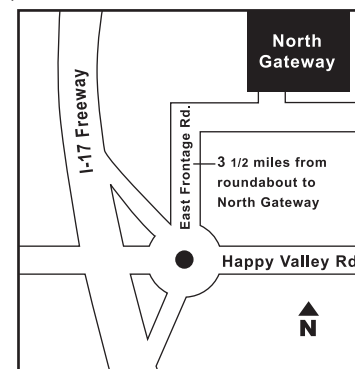 North
Gateway
I-17 Freeway
East Frontage Rd.
3 1/2 miles from
roundabout to
North Gateway
Happy Valley Rd
N